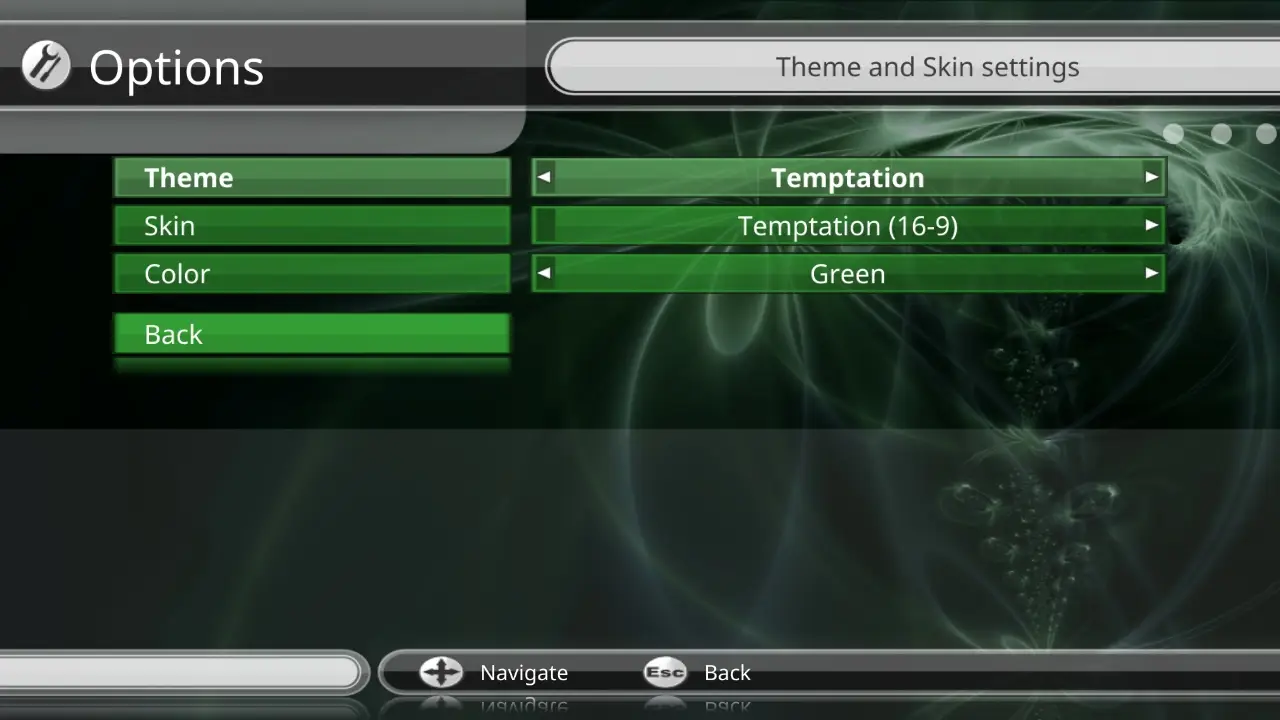 Options
Theme and Skin settings
Theme
Temptation
Skin
Temptation (16-9)
Color
Green
Back
Navigate
Esc
Back